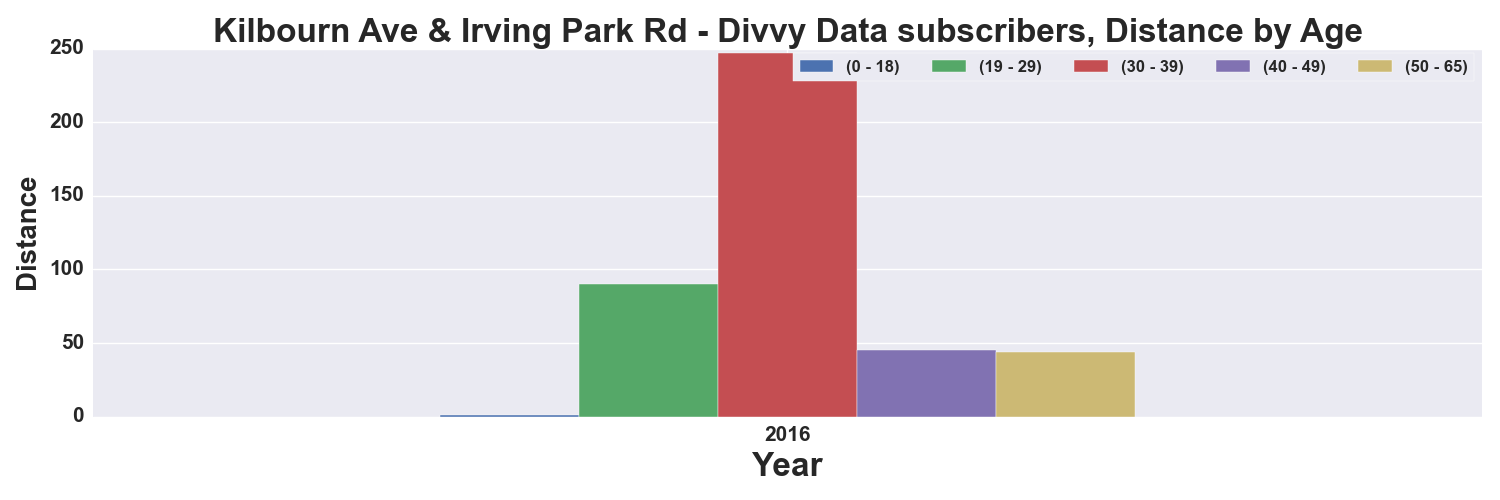 Kilbourn Ave & Irving Park Rd - Divvy Data subscribers, Distance by Age
(0 - 18) (19 - 29) (30 - 39) (40 - 49) (50 - 65)
250
200
150
100
50
0
Distance
2016
Year